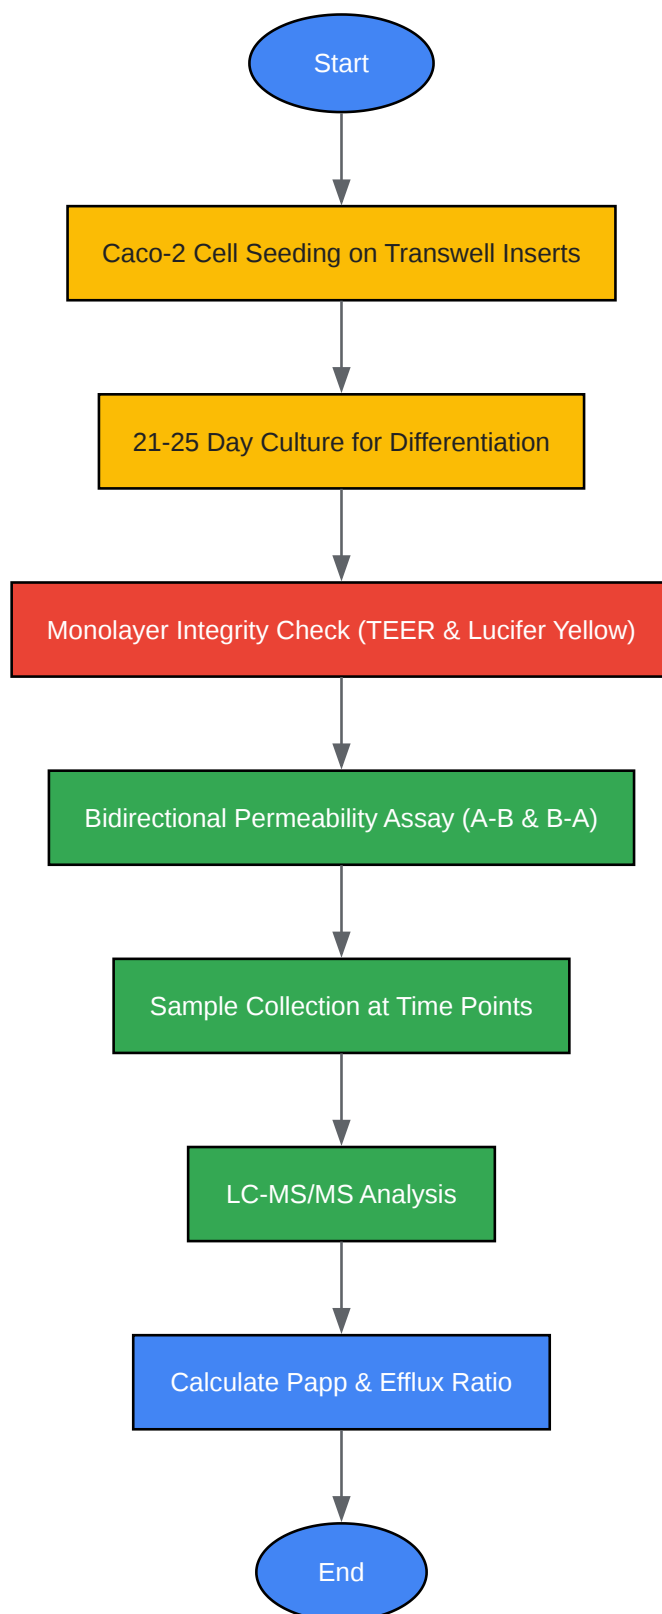 Start
Caco-2 Cell Seeding on Transwell Inserts
21-25 Day Culture for Differentiation
Monolayer Integrity Check (TEER & Lucifer Yellow)
Bidirectional Permeability Assay (A-B & B-A)
Sample Collection at Time Points
LC-MS/MS Analysis
Calculate Papp & Efflux Ratio
End